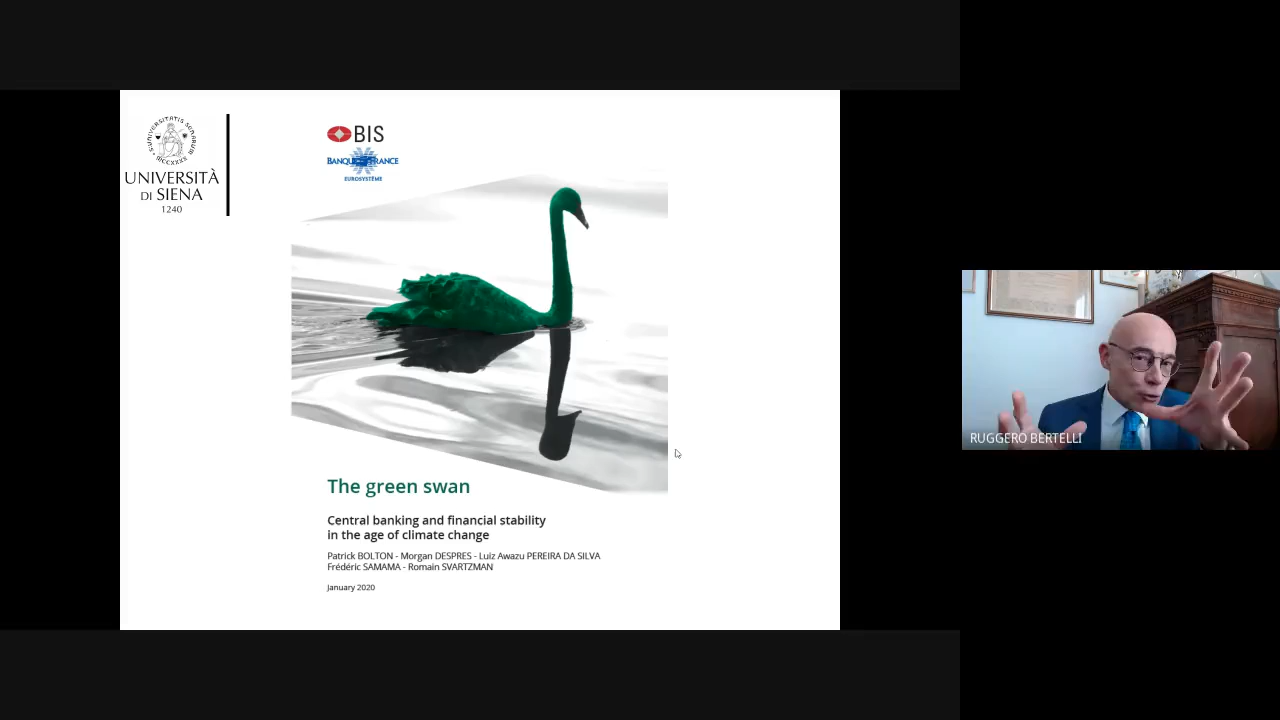 UNIVERSITÀ
DI SIENA
1240
BIS
BANQUE DE FRANCE
EUROSYSTÈME
The green swan
Central banking and financial stability
in the age of climate change
Patrick BOLTON - Morgan DESPRES - Luiz Awazu PEREIRA DA SILVA
Frédéric SAMAMA - Romain SVARTZMAN
January 2020
RUGGERO BERTELLI